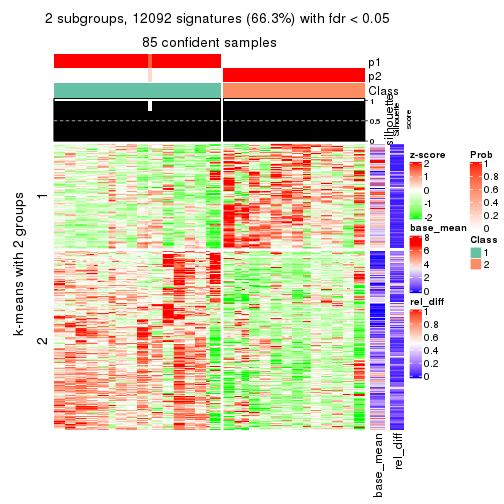 2 subgroups, 12092 signatures (66.3%) with fdr < 0.05
85 confident samples
p1
p2
Class
1
0.5
0
silhouette
Silhouette
score
k-means with 2 groups
1
2
base_mean
rel_diff
z-score
2
1
0
-1
-2
base_mean
8
6
4
2
0
rel_diff
1
0.8
0.6
0.4
0.2
0
Prob
1
0.8
0.6
0.4
0.2
0
Class
1
2